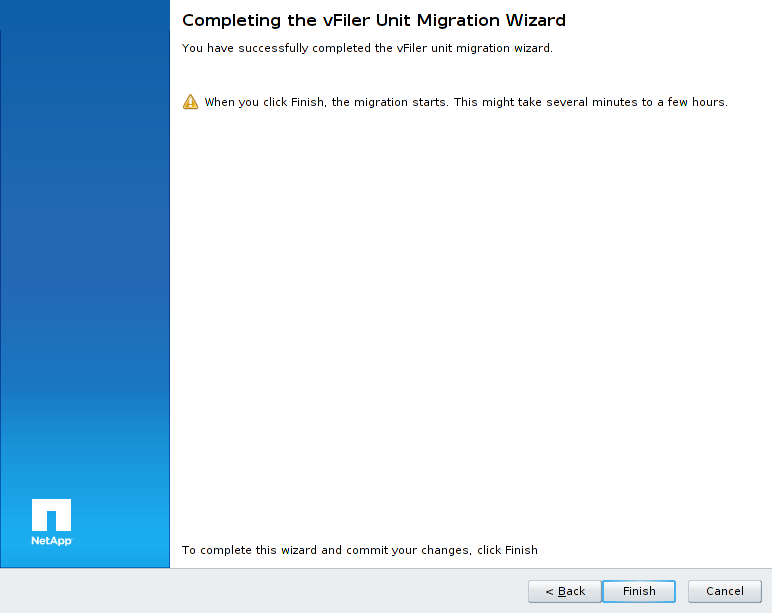 Completing the vFiler Unit Migration Wizard
You have successfully completed the vFiler unit migration wizard.
When you click Finish, the migration starts. This might take several minutes to a few hours.
NetApp
To complete this wizard and commit your changes, click Finish
< Back
Finish
Cancel